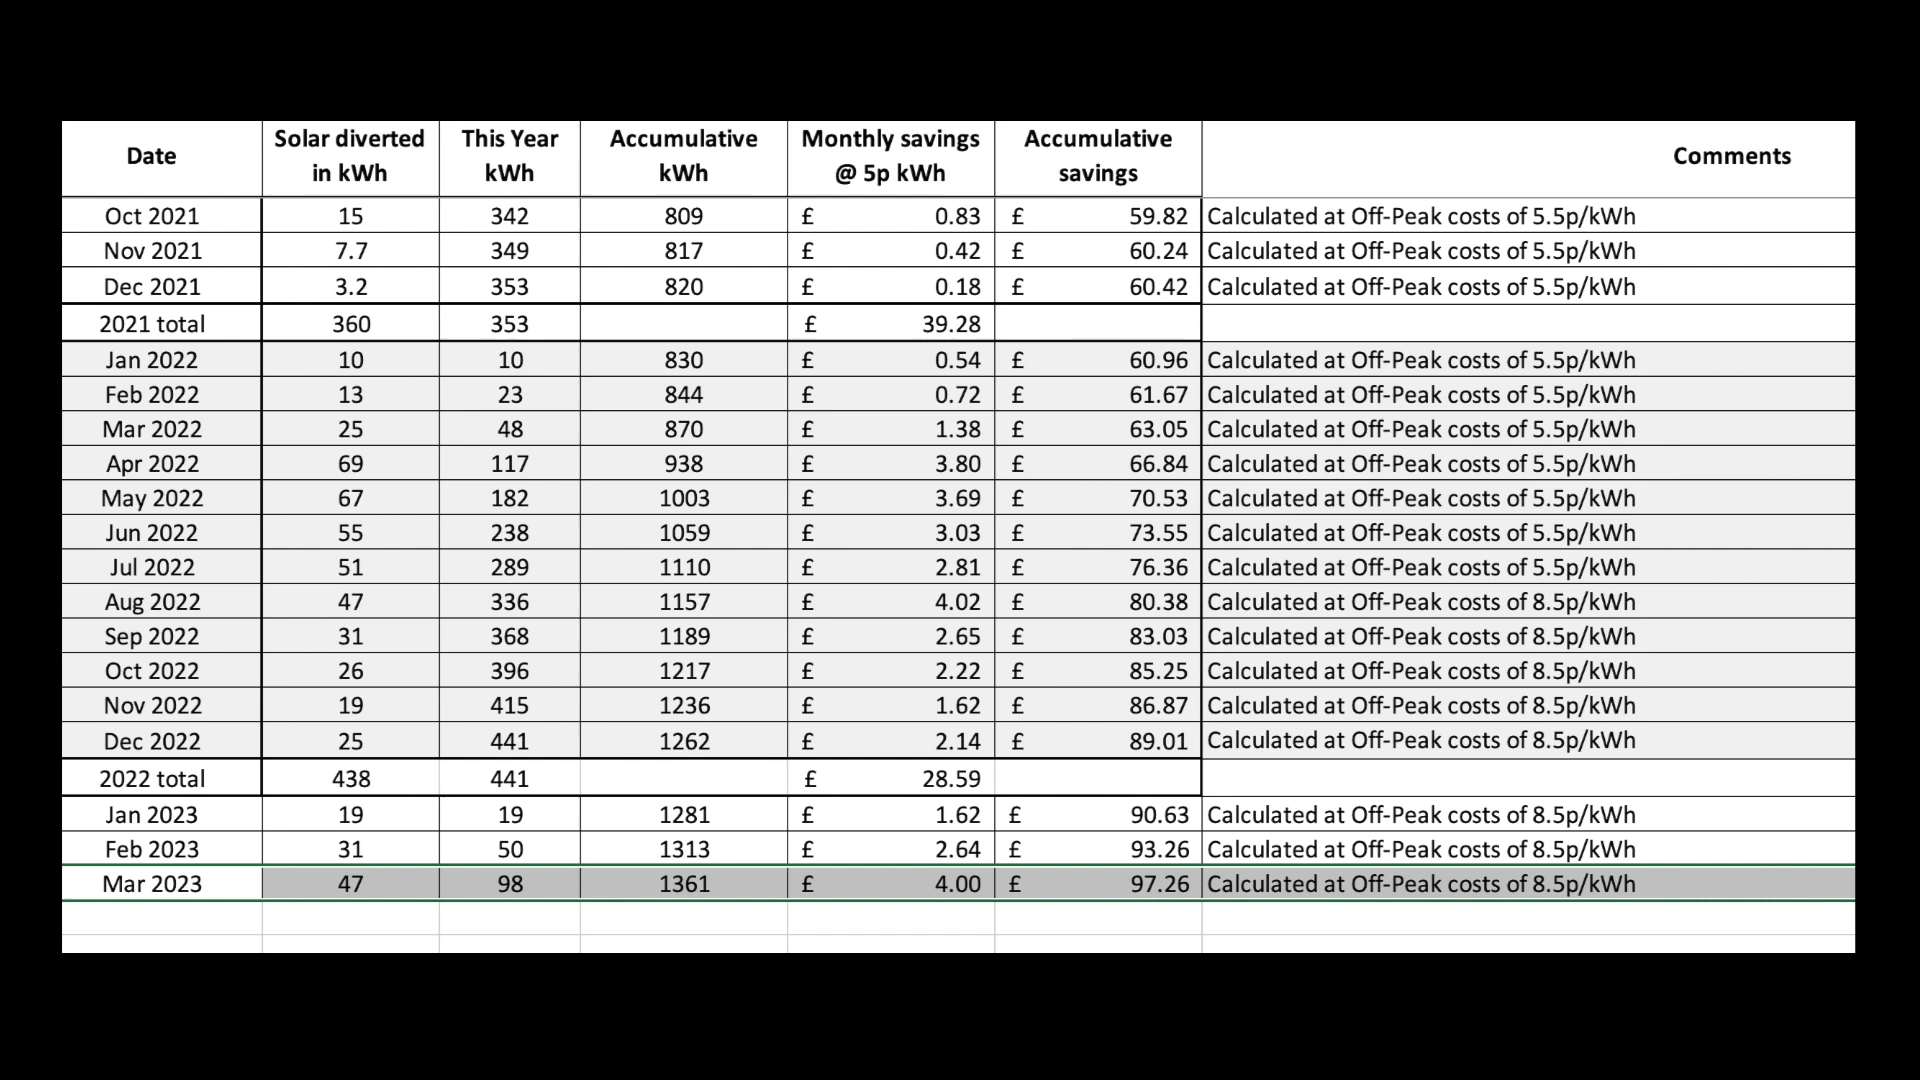 Date Solar diverted in kWh This Year kWh Accumulative kWh Monthly savings @ 5p kWh Accumulative savings Comments
Oct 2021 15 342 809 £ 0.83 £ 59.82 Calculated at Off-Peak costs of 5.5p/kWh
Nov 2021 7.7 349 817 £ 0.42 £ 60.24 Calculated at Off-Peak costs of 5.5p/kWh
Dec 2021 3.2 353 820 £ 0.18 £ 60.42 Calculated at Off-Peak costs of 5.5p/kWh
2021 total 360 353 £ 39.28
Jan 2022 10 10 830 £ 0.54 £ 60.96 Calculated at Off-Peak costs of 5.5p/kWh
Feb 2022 13 23 844 £ 0.72 £ 61.67 Calculated at Off-Peak costs of 5.5p/kWh
Mar 2022 25 48 870 £ 1.38 £ 63.05 Calculated at Off-Peak costs of 5.5p/kWh
Apr 2022 69 117 938 £ 3.80 £ 66.84 Calculated at Off-Peak costs of 5.5p/kWh
May 2022 67 182 1003 £ 3.69 £ 70.53 Calculated at Off-Peak costs of 5.5p/kWh
Jun 2022 55 238 1059 £ 3.03 £ 73.55 Calculated at Off-Peak costs of 5.5p/kWh
Jul 2022 51 289 1110 £ 2.81 £ 76.36 Calculated at Off-Peak costs of 5.5p/kWh
Aug 2022 47 336 1157 £ 4.02 £ 80.38 Calculated at Off-Peak costs of 8.5p/kWh
Sep 2022 31 368 1189 £ 2.65 £ 83.03 Calculated at Off-Peak costs of 8.5p/kWh
Oct 2022 26 396 1217 £ 2.22 £ 85.25 Calculated at Off-Peak costs of 8.5p/kWh
Nov 2022 19 415 1236 £ 1.62 £ 86.87 Calculated at Off-Peak costs of 8.5p/kWh
Dec 2022 25 441 1262 £ 2.14 £ 89.01 Calculated at Off-Peak costs of 8.5p/kWh
2022 total 438 441 £ 28.59
Jan 2023 19 19 1281 £ 1.62 £ 90.63 Calculated at Off-Peak costs of 8.5p/kWh
Feb 2023 31 50 1313 £ 2.64 £ 93.26 Calculated at Off-Peak costs of 8.5p/kWh
Mar 2023 47 98 1361 £ 4.00 £ 97.26 Calculated at Off-Peak costs of 8.5p/kWh